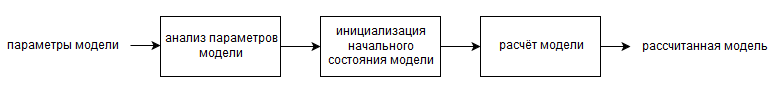 параметры модели
анализ параметров
модели
инициализация
начального
состояния модели
расчёт модели
рассчитанная модель